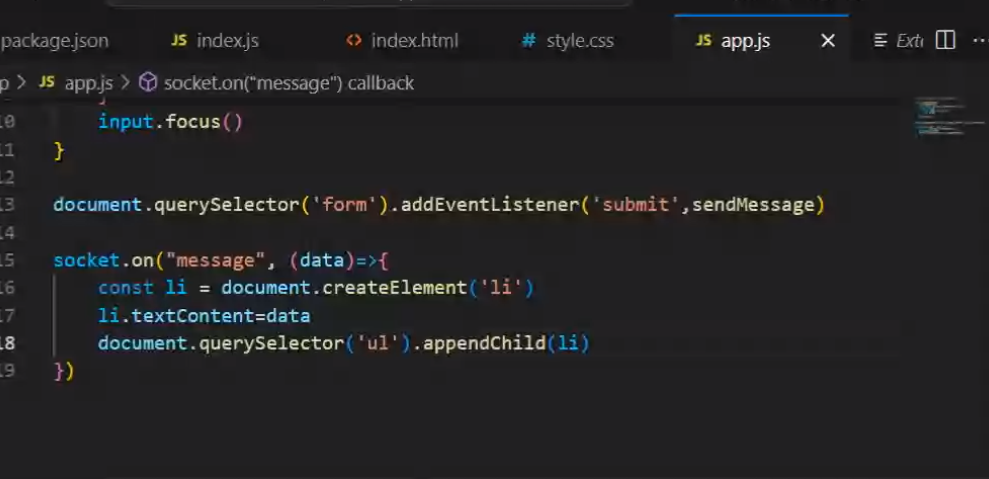 package.json JS index.js <> index.html # style.css JS app.js × Exte ...
p > JS app.js > socket.on("message") callback
10 input.focus()
11 }
12
13 document.querySelector('form').addEventListener('submit',sendMessage)
14
15 socket.on("message", (data)=>{
16 const li = document.createElement('li')
17 li.textContent=data
18 document.querySelector('ul').appendChild(li)
19 })